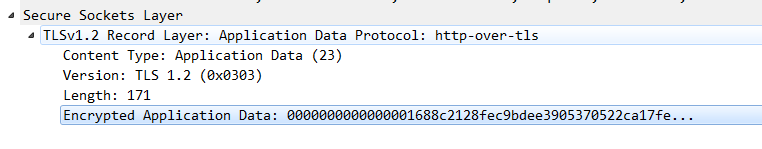 Secure Sockets Layer
TLSv1.2 Record Layer: Application Data Protocol: http-over-tls
Content Type: Application Data (23)
Version: TLS 1.2 (0x0303)
Length: 171
Encrypted Application Data: 0000000000000001688c2128fec9bdee3905370522ca17fe...